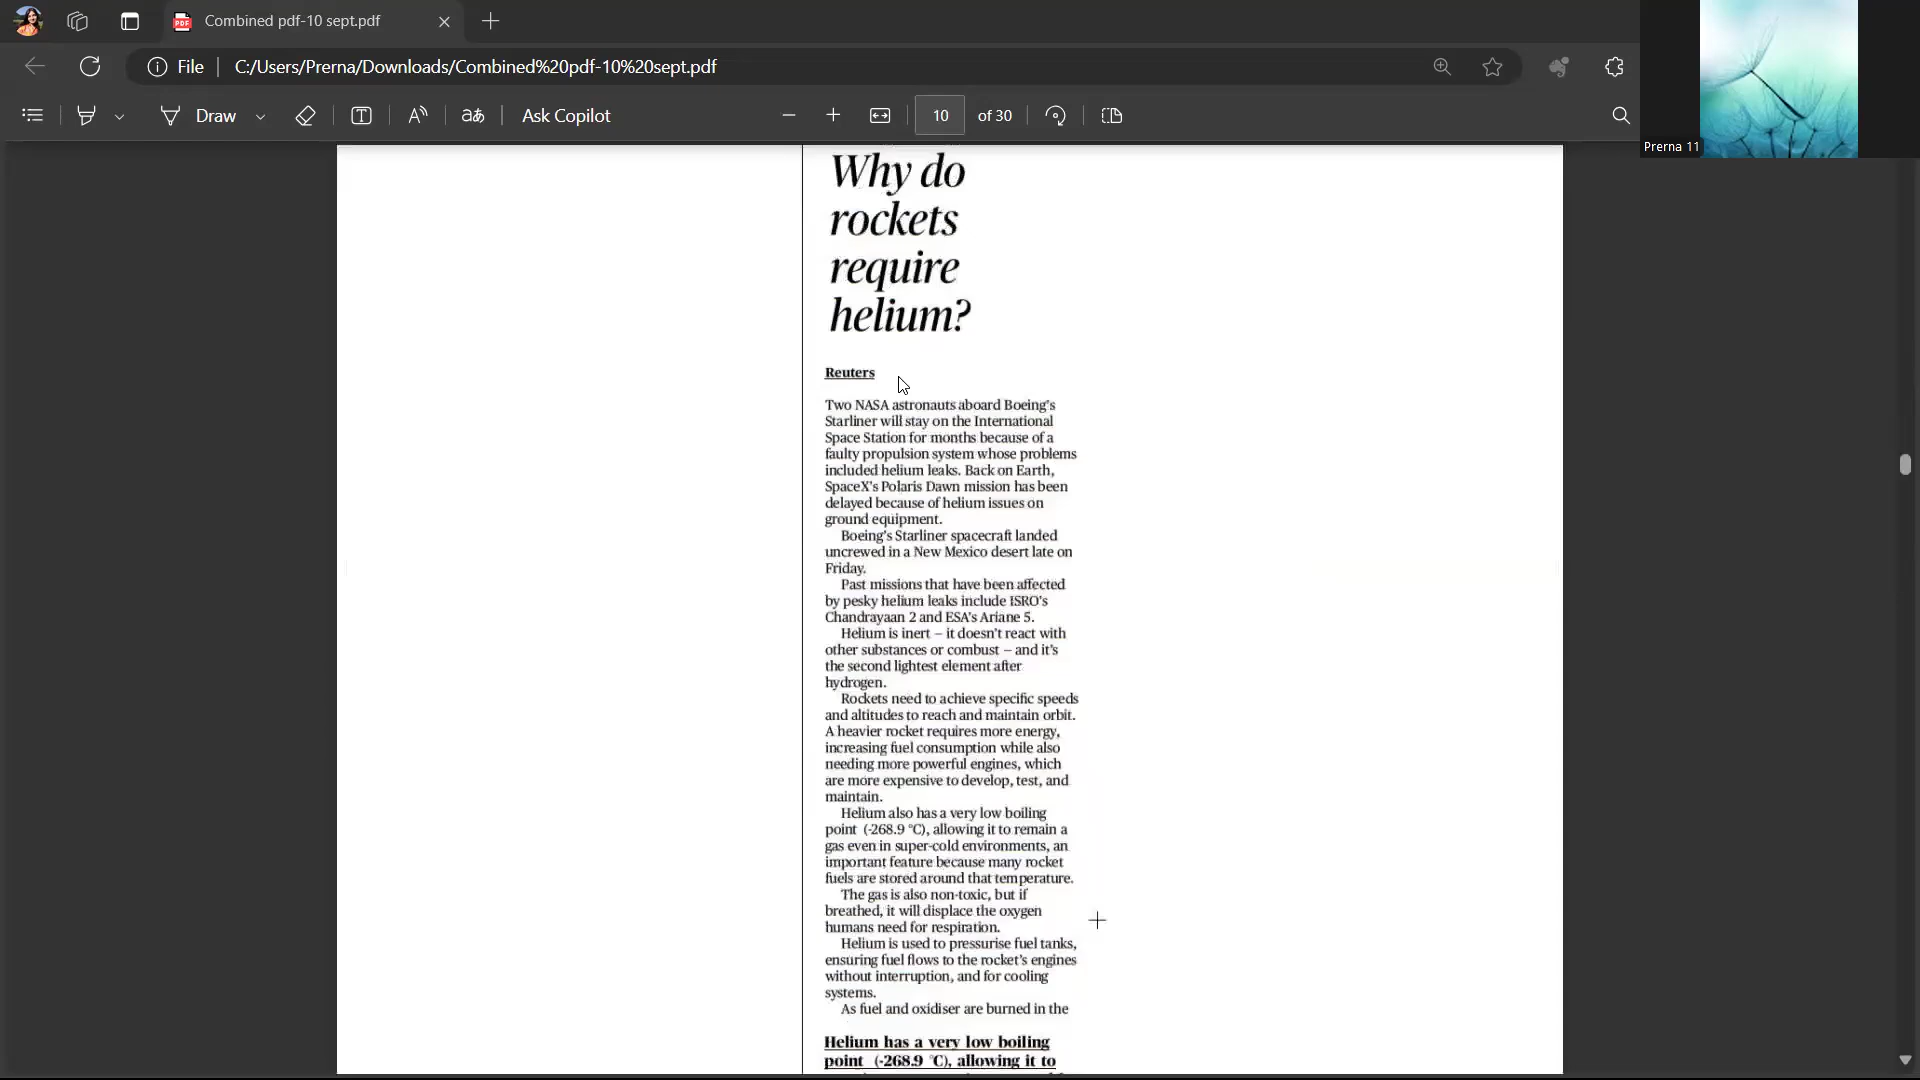 Combined pdf-10 sept.pdf
File
C:/Users/Prerna/Downloads/Combined%20pdf-10%20sept.pdf
Draw
Ask Copilot
10
of 30
Prerna 11
Why do
rockets
require
helium?
Reuters
Two NASA astronauts aboard Boeing's
Starliner will stay on the International
Space Station for months because of a
faulty propulsion system whose problems
included helium leaks. Back on Earth,
SpaceX's Polaris Dawn mission has been
delayed because of helium issues on
ground equipment.
Boeing's Starliner spacecraft landed
uncrewed in a New Mexico desert late on
Friday.
Past missions that have been affected
by pesky helium leaks include ISRO's
Chandrayaan 2 and ESA's Ariane 5.
Helium is inert – it doesn't react with
other substances or combust – and it's
the second lightest element after
hydrogen.
Rockets need to achieve specific speeds
and altitudes to reach and maintain orbit.
A heavier rocket requires more energy,
increasing fuel consumption while also
needing more powerful engines, which
are more expensive to develop, test, and
maintain.
Helium also has a very low boiling
point (-268.9 °C), allowing it to remain a
gas even in super-cold environments, an
important feature because many rocket
fuels are stored around that temperature.
The gas is also non-toxic, but if
breathed, it will displace the oxygen
humans need for respiration.
Helium is used to pressurise fuel tanks,
ensuring fuel flows to the rocket's engines
without interruption, and for cooling
systems.
As fuel and oxidiser are burned in the
Helium has a very low boiling
point (-268.9 °C), allowing it to